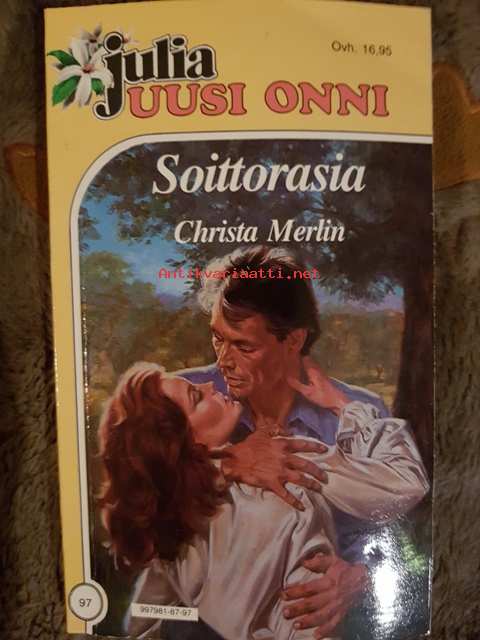 Ovh. 16,95
julia
UUSI ONNI
Soittorasia
Christa Merlin
Antikvariaatti.net
97
997981-87-97